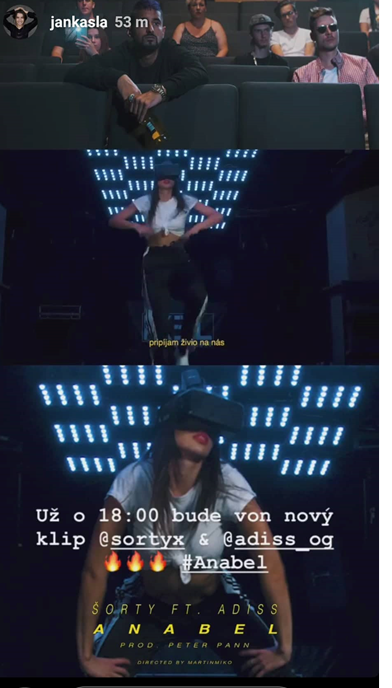 jankasla 53 m
pripíjam živio na nás
Už o 18:00 bude von nový
klip @sortyx & @adiss_og
🔥🔥🔥 #Anabel
ŠORTY FT. ADISS
ANABEL
PROD. PETER PANN
DIRECTED BY MARTINMIKO